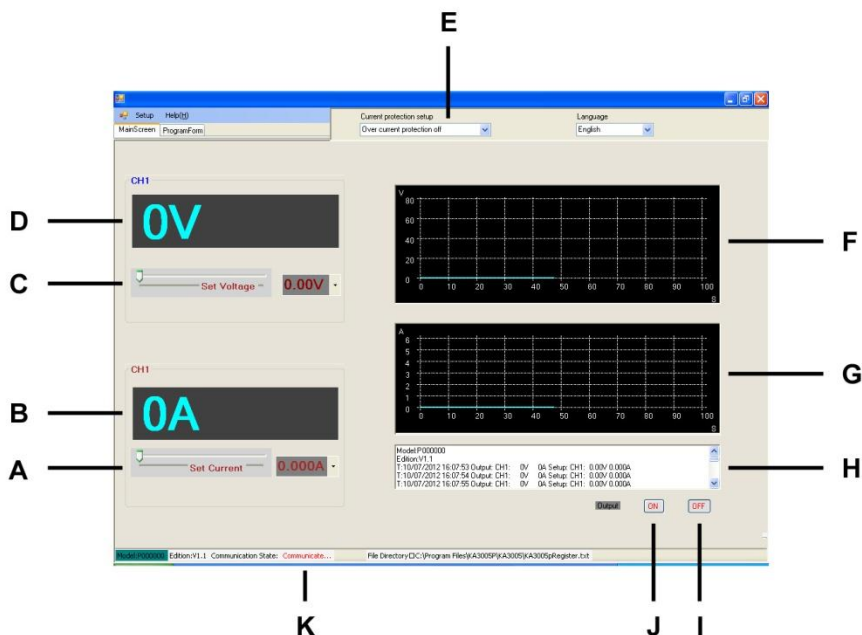 E
Setup Help(H)
Current protection setup
Language
MainScreen ProgramForm
Over current protection off
English
CH1
0V
D
C
Set Voltage
0.00V
V
80
60
40
20
0
0 10 20 30 40 50 60 70 80 90 100
S
F
CH1
0A
B
A
Set Current
0.000A
A
6
5
4
3
2
1
0
0 10 20 30 40 50 60 70 80 90 100
S
G
Model:P000000
Edition:V1.1
T:10/07/2012 16:07:53 Output: CH1: 0V 0A Setup: CH1: 0.00V 0.000A
T:10/07/2012 16:07:54 Output: CH1: 0V 0A Setup: CH1: 0.00V 0.000A
T:10/07/2012 16:07:55 Output: CH1: 0V 0A Setup: CH1: 0.00V 0.000A
H
Output ON OFF
Model:P000000 Edition:V1.1 Communication State: Communicate... File Directory□C:\Program Files\KA3005P\KA3005\KA3005pRegister.txt
K J I